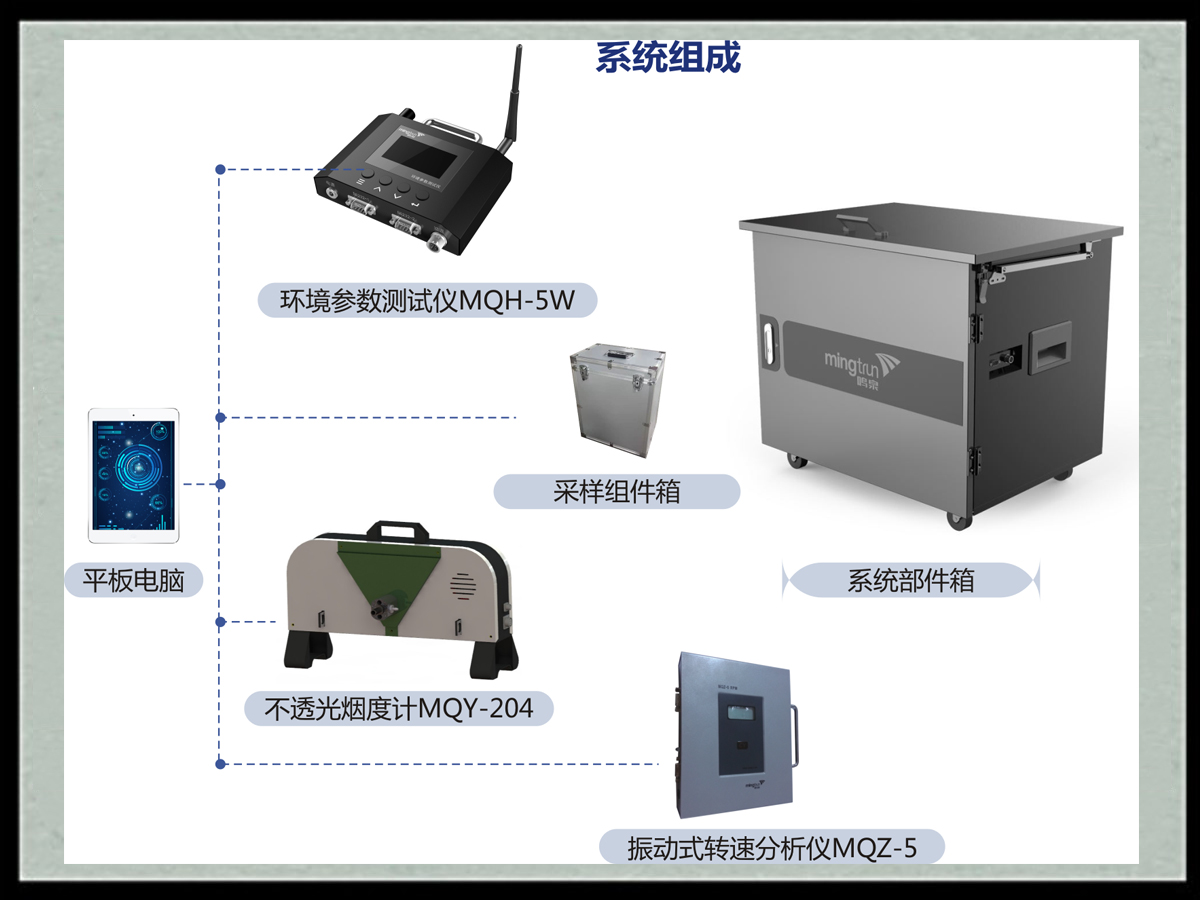 系统组成
环境参数测试仪MQH-5W
mingtrun
鸣泉
采样组件箱
平板电脑
系统部件箱
不透光烟度计MQY-204
振动式转速分析仪MQZ-5